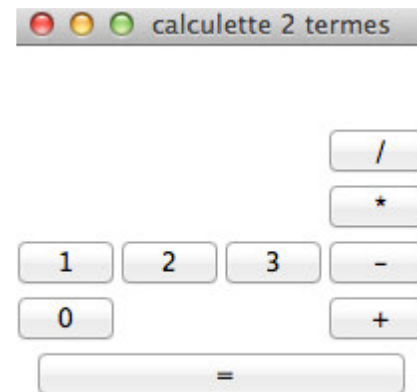 calculette 2 termes
/
*
1 2 3 -
0 +
=